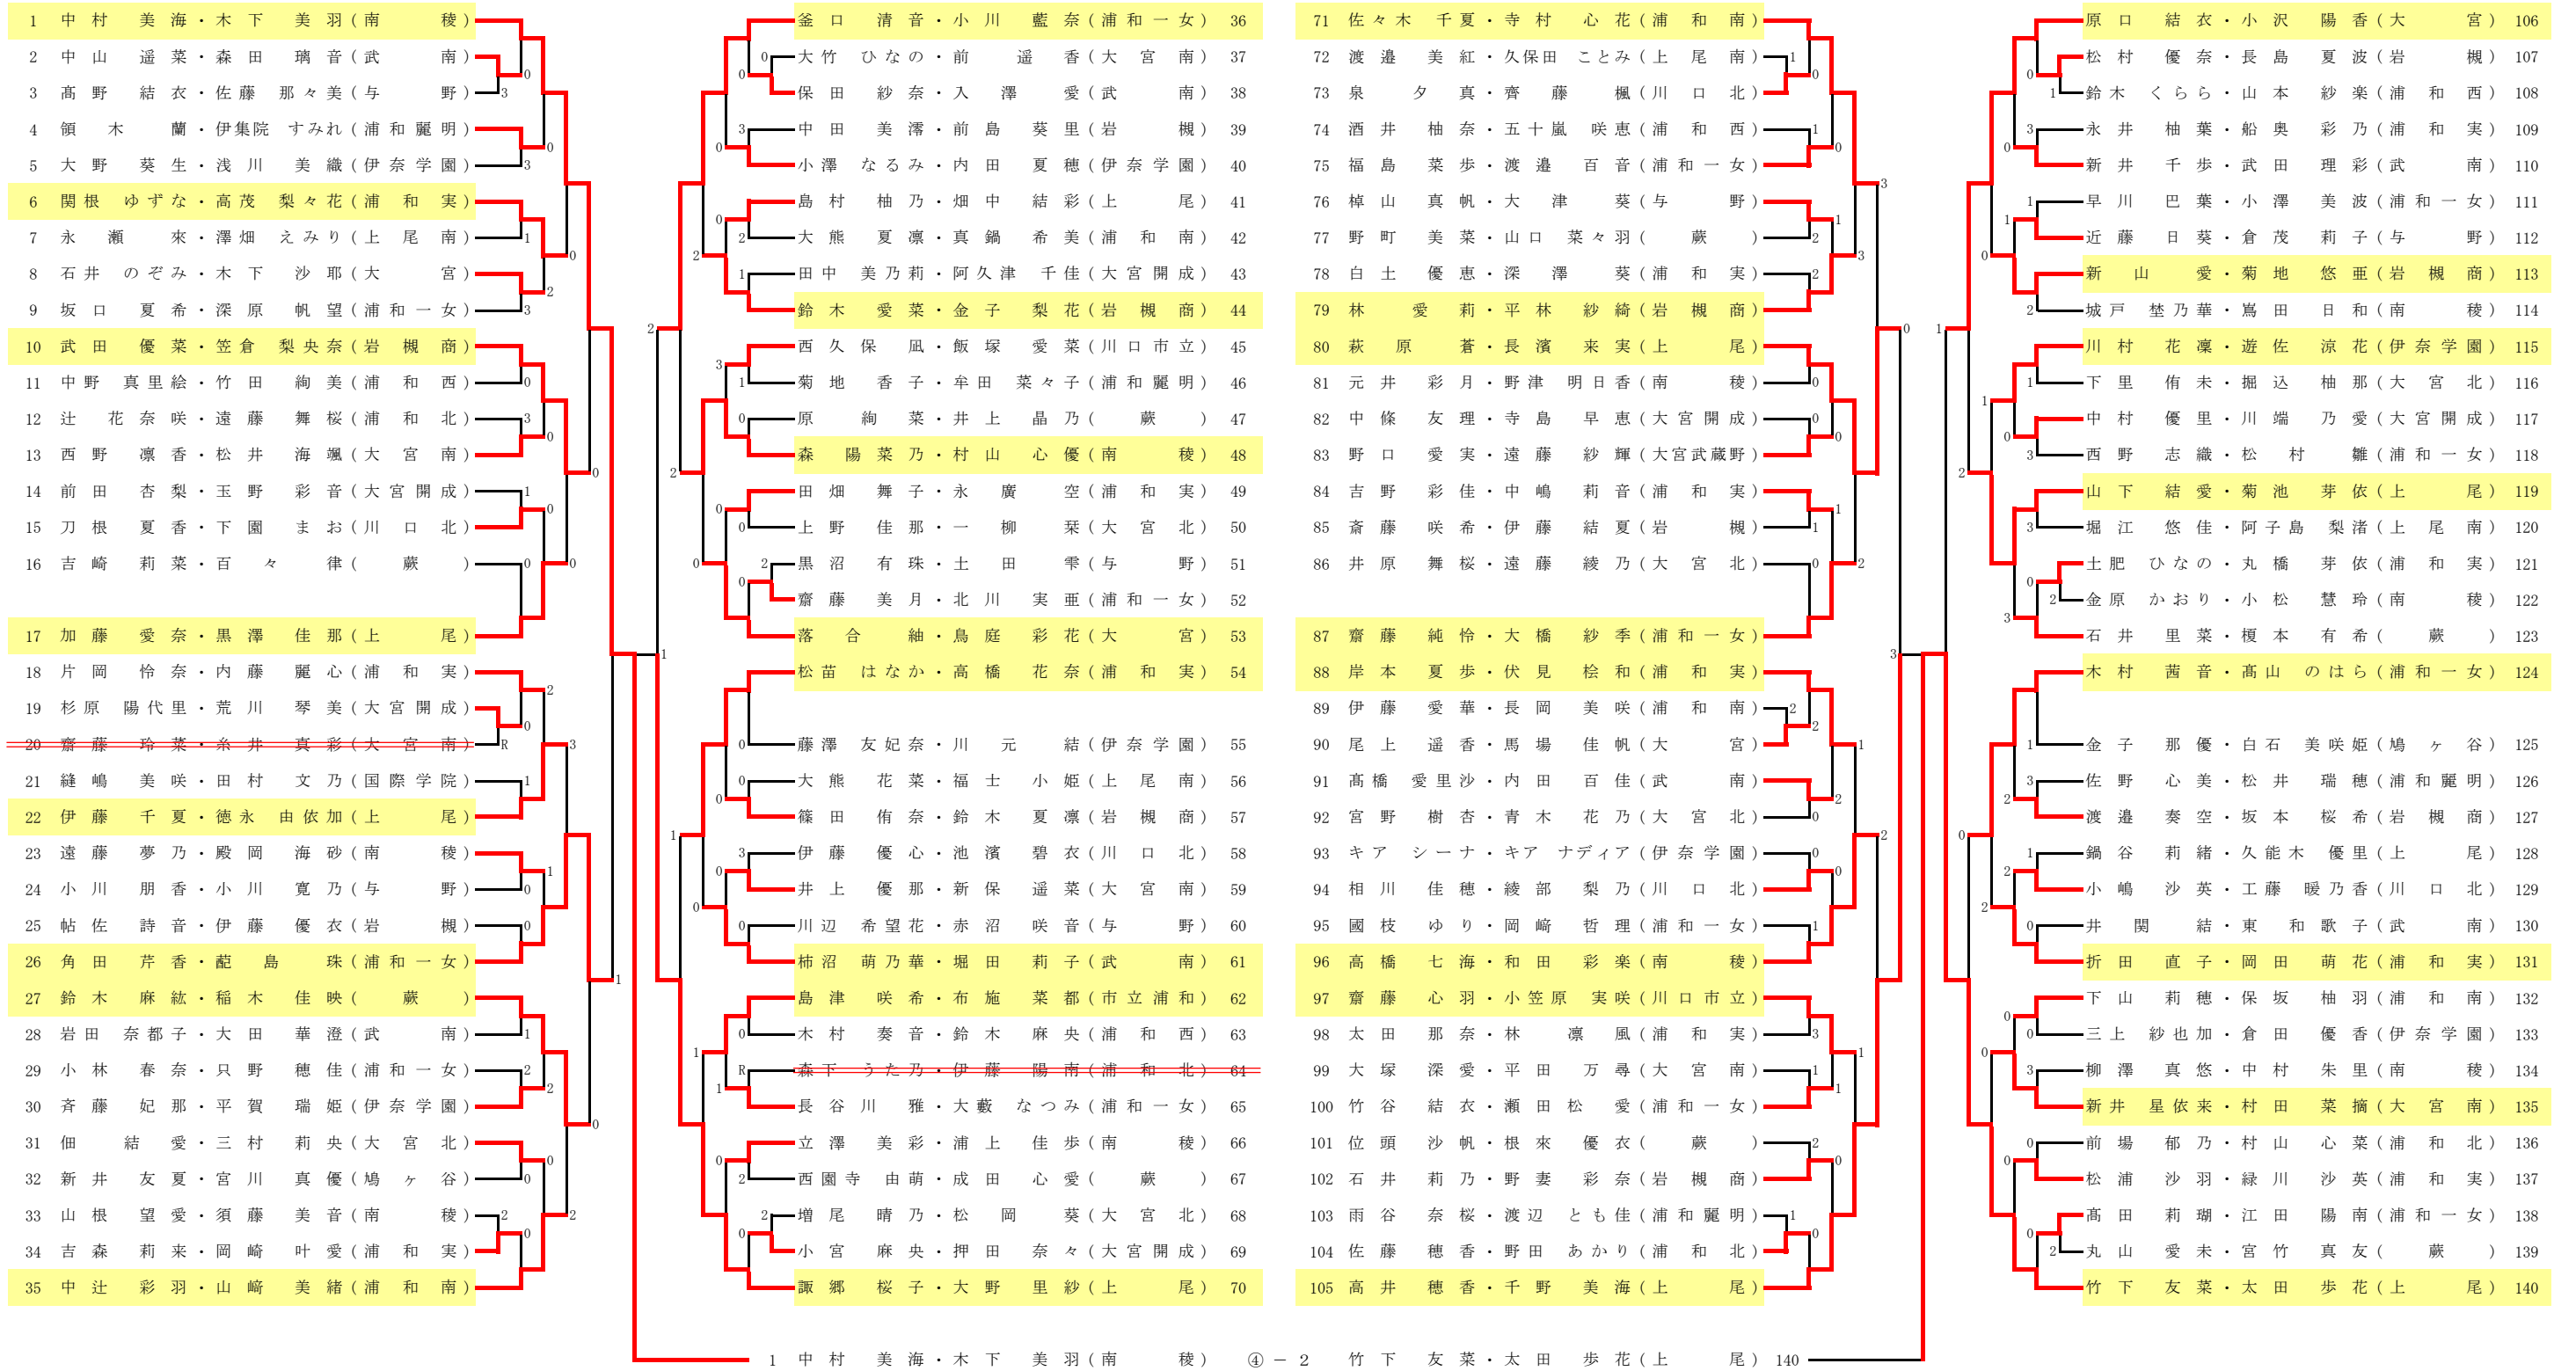 1 中村 美海・木下 美羽(南 稜)
2 中山 遥菜・森田 璃音(武 南)
3 髙野 結衣・佐藤 那々美(与 野)
4 領木 蘭・伊集院 すみれ(浦和麗明)
5 大野 葵生・浅川 美織(伊奈学園)
6 関根 ゆずな・高茂 梨々花(浦和実)
7 永瀬 來・澤畑 えみり(上尾南)
8 石井 のぞみ・木下 沙耶(大 宮)
9 坂口 夏希・深原 帆望(浦和一女)
10 武田 優菜・笠倉 梨央奈(岩槻商)
11 中野 真里絵・竹田 絢美(浦和西)
12 辻 花奈咲・遠藤 舞桜(浦和北)
13 西野 凛香・松井 海颯(大宮南)
14 前田 杏梨・玉野 彩音(大宮開成)
15 刀根 夏香・下園 まお(川口北)
16 吉崎 莉菜・百々 律(蕨)
17 加藤 愛奈・黒澤 佳那(上 尾)
18 片岡 怜奈・内藤 麗心(浦和実)
19 杉原 陽代里・荒川 琴美(大宮開成)
20 齋藤 玲菜・糸井 真彩(大宮南)
21 縫嶋 美咲・田村 文乃(国際学院)
22 伊藤 千夏・徳永 由依加(上 尾)
23 遠藤 夢乃・殿岡 海砂(南 稜)
24 小川 朋香・小川 寛乃(与 野)
25 帖佐 詩音・伊藤 優衣(岩 槻)
26 角田 芹香・蓜島 珠(浦和一女)
27 鈴木 麻紘・稲木 佳映(蕨)
28 岩田 奈都子・大田 華澄(武 南)
29 小林 春奈・只野 穂佳(浦和一女)
30 斉藤 妃那・平賀 瑞姫(伊奈学園)
31 佃 結愛・三村 莉央(大宮北)
32 新井 友夏・宮川 真優(鳩ヶ谷)
33 山根 望愛・須藤 美音(南 稜)
34 吉森 莉来・岡崎 叶愛(浦和実)
35 中辻 彩羽・山﨑 美緒(浦和南)
釜口 清音・小川 藍奈(浦和一女) 36
大竹 ひなの・前 遥香(大宮南) 37
保田 紗奈・入澤 愛(武 南) 38
中田 美澪・前島 葵里(岩 槻) 39
小澤 なるみ・内田 夏穂(伊奈学園) 40
島村 柚乃・畑中 結彩(上 尾) 41
大熊 夏凛・真鍋 希美(浦和南) 42
田中 美乃莉・阿久津 千佳(大宮開成) 43
鈴木 愛菜・金子 梨花(岩槻商) 44
西久保 凪・飯塚 愛菜(川口市立) 45
菊地 香子・牟田 菜々子(浦和麗明) 46
原 絢菜・井上 晶乃(蕨) 47
森 陽菜乃・村山 心優(南 稜) 48
田畑 舞子・永廣 空(浦和実) 49
上野 佳那・一柳 栞(大宮北) 50
黒沼 有珠・土田 雫(与 野) 51
齋藤 美月・北川 実亜(浦和一女) 52
落合 紬・鳥庭 彩花(大 宮) 53
松苗 はなか・高橋 花奈(浦和実) 54
藤澤 友妃奈・川元 結(伊奈学園) 55
大熊 花菜・福士 小姫(上尾南) 56
篠田 侑奈・鈴木 夏凛(岩槻商) 57
伊藤 優心・池濱 碧衣(川口北) 58
井上 優那・新保 遥菜(大宮南) 59
川辺 希望花・赤沼 咲音(与 野) 60
柿沼 萌乃華・堀田 莉子(武 南) 61
島津 咲希・布施 菜都(市立浦和) 62
木村 奏音・鈴木 麻央(浦和西) 63
森下 うた乃・伊藤 陽南(浦和北) 64
長谷川 雅・大藪 なつみ(浦和一女) 65
立澤 美彩・浦上 佳歩(南 稜) 66
西園寺 由萌・成田 心愛(蕨) 67
増尾 晴乃・松岡 葵(大宮北) 68
小宮 麻央・押田 奈々(大宮開成) 69
諏郷 桜子・大野 里紗(上 尾) 70
71 佐々木 千夏・寺村 心花(浦和南)
72 渡邉 美紅・久保田 ことみ(上尾南)
73 泉 夕真・齊藤 楓(川口北)
74 酒井 柚奈・五十嵐 咲恵(浦和西)
75 福島 菜歩・渡邉 百音(浦和一女)
76 棹山 真帆・大津 葵(与 野)
77 野町 美菜・山口 菜々羽(蕨)
78 白土 優恵・深澤 葵(浦和実)
79 林 愛莉・平林 紗綺(岩槻商)
80 萩原 蒼・長濱 来実(上 尾)
81 元井 彩月・野津 明日香(南 稜)
82 中條 友理・寺島 早恵(大宮開成)
83 野口 愛実・遠藤 紗輝(大宮武蔵野)
84 吉野 彩佳・中嶋 莉音(浦和実)
85 斎藤 咲希・伊藤 結夏(岩 槻)
86 井原 舞桜・遠藤 綾乃(大宮北)
87 齋藤 純怜・大橋 紗季(浦和一女)
88 岸本 夏歩・伏見 桧和(浦和実)
89 伊藤 愛華・長岡 美咲(浦和南)
90 尾上 遥香・馬場 佳帆(大 宮)
91 髙橋 愛里沙・内田 百佳(武 南)
92 宮野 樹杏・青木 花乃(大宮北)
93 キア シーナ・キア ナディア(伊奈学園)
94 相川 佳穂・綾部 梨乃(川口北)
95 國枝 ゆり・岡﨑 哲理(浦和一女)
96 高橋 七海・和田 彩楽(南 稜)
97 齋藤 心羽・小笠原 実咲(川口市立)
98 太田 那奈・林 凛風(浦和実)
99 大塚 深愛・平田 万尋(大宮南)
100 竹谷 結衣・瀬田松 愛(浦和一女)
101 位頭 沙帆・根來 優衣(蕨)
102 石井 莉乃・野妻 彩奈(岩槻商)
103 雨谷 奈桜・渡辺 とも佳(浦和麗明)
104 佐藤 穂香・野田 あかり(浦和北)
105 高井 穂香・千野 美海(上 尾)
原口 結衣・小沢 陽香(大 宮) 106
松村 優奈・長島 夏波(岩 槻) 107
鈴木 くらら・山本 紗楽(浦和西) 108
永井 柚葉・船奥 彩乃(浦和実) 109
新井 千歩・武田 理彩(武 南) 110
早川 巴葉・小澤 美波(浦和一女) 111
近藤 日葵・倉茂 莉子(与 野) 112
新山 愛・菊地 悠亜(岩槻商) 113
城戸 埜乃華・嶌田 日和(南 稜) 114
川村 花凜・遊佐 涼花(伊奈学園) 115
下里 侑未・掘込 柚那(大宮北) 116
中村 優里・川端 乃愛(大宮開成) 117
西野 志織・松村 雛(浦和一女) 118
山下 結愛・菊池 芽依(上 尾) 119
堀江 悠佳・阿子島 梨渚(上尾南) 120
土肥 ひなの・丸橋 芽依(浦和実) 121
金原 かおり・小松 慧玲(南 稜) 122
石井 里菜・榎本 有希(蕨) 123
木村 茜音・髙山 のはら(浦和一女) 124
金子 那優・白石 美咲姫(鳩ヶ谷) 125
佐野 心美・松井 瑞穂(浦和麗明) 126
渡邉 奏空・坂本 桜希(岩槻商) 127
鍋谷 莉緒・久能木 優里(上 尾) 128
小嶋 沙英・工藤 暖乃香(川口北) 129
井関 結・東 和歌子(武 南) 130
折田 直子・岡田 萌花(浦和実) 131
下山 莉穂・保坂 柚羽(浦和南) 132
三上 紗也加・倉田 優香(伊奈学園) 133
柳澤 真悠・中村 朱里(南 稜) 134
新井 星依来・村田 菜摘(大宮南) 135
前場 郁乃・村山 心菜(浦和北) 136
松浦 沙羽・緑川 沙英(浦和実) 137
髙田 莉瑚・江田 陽南(浦和一女) 138
丸山 愛未・宮竹 真友(蕨) 139
竹下 友菜・太田 歩花(上 尾) 140
1 中村 美海・木下 美羽(南 稜) ④ － 2 竹下 友菜・太田 歩花(上 尾) 140